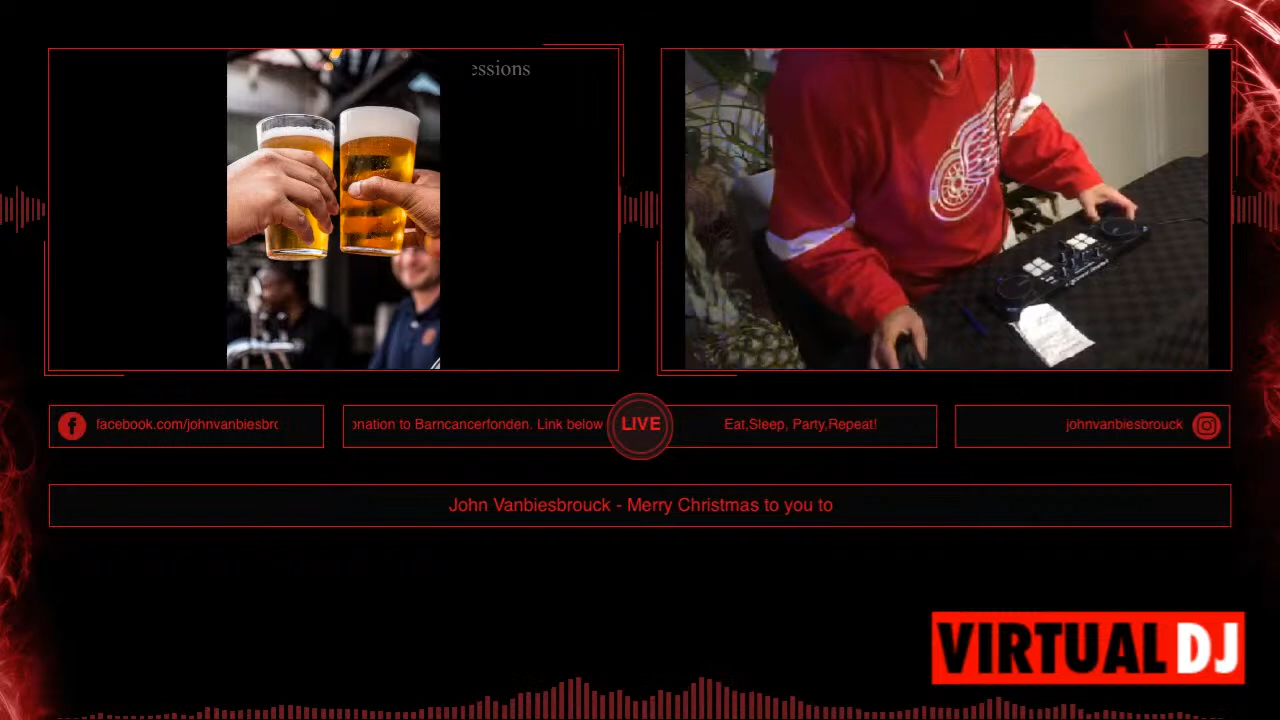 essions
facebook.com/johnvanbiesbrc
onation to Barncancerfonden. Link below
LIVE
Eat,Sleep, Party,Repeat!
johnvanbiesbrouck
John Vanbiesbrouck - Merry Christmas to you to
VIRTUAL DJ